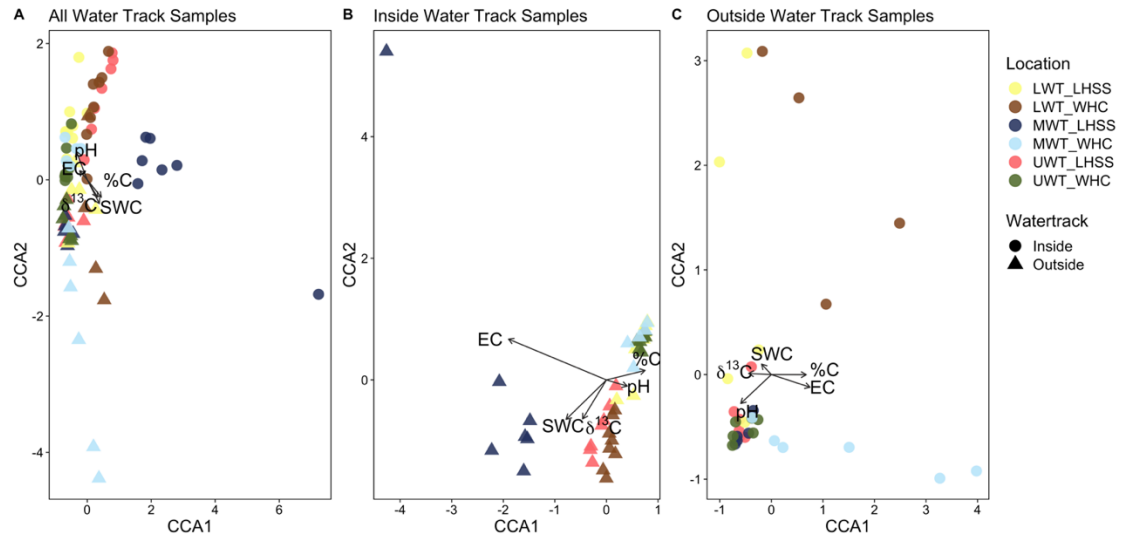 A All Water Track Samples
CCA2
2
0
-2
-4
pH
EC
%C
δ¹³C SWC
0 2 4 6
CCA1
B Inside Water Track Samples
CCA2
4
2
0
EC
%C
pH
SWC δ¹³C
-4 -3 -2 -1 0 1
CCA1
C Outside Water Track Samples
CCA2
3
2
1
0
-1
SWC
δ¹³C %C
EC
pH
-1 0 1 2 3 4
CCA1
Location
LWT_LHSS
LWT_WHC
MWT_LHSS
MWT_WHC
UWT_LHSS
UWT_WHC
Watertrack
Inside
Outside